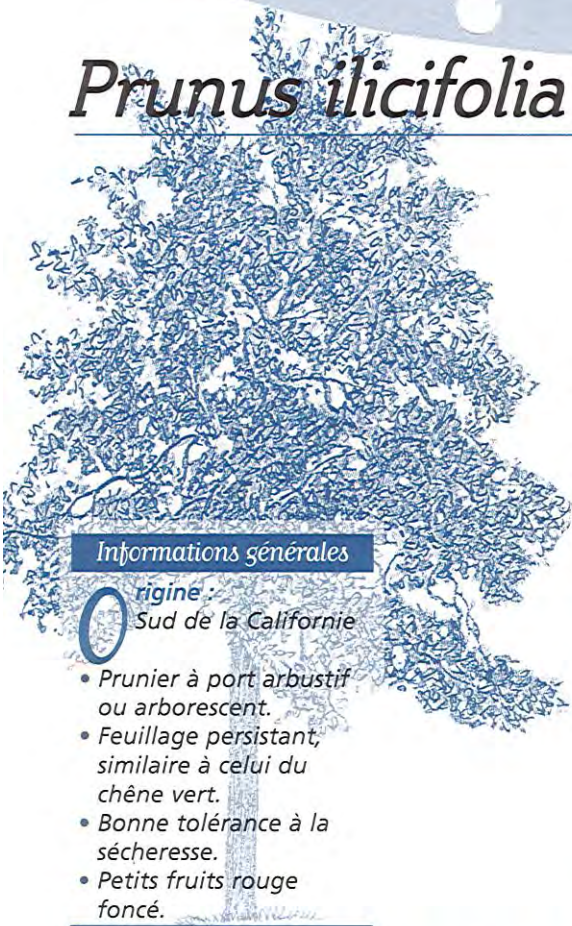 Prunus ilicifolia
Informations générales
Origine :
Sud de la Californie
• Prunier à port arbustif
ou arborescent.
• Feuillage persistant,
similaire à celui du
chêne vert.
• Bonne tolérance à la
sécheresse.
• Petits fruits rouge
foncé.